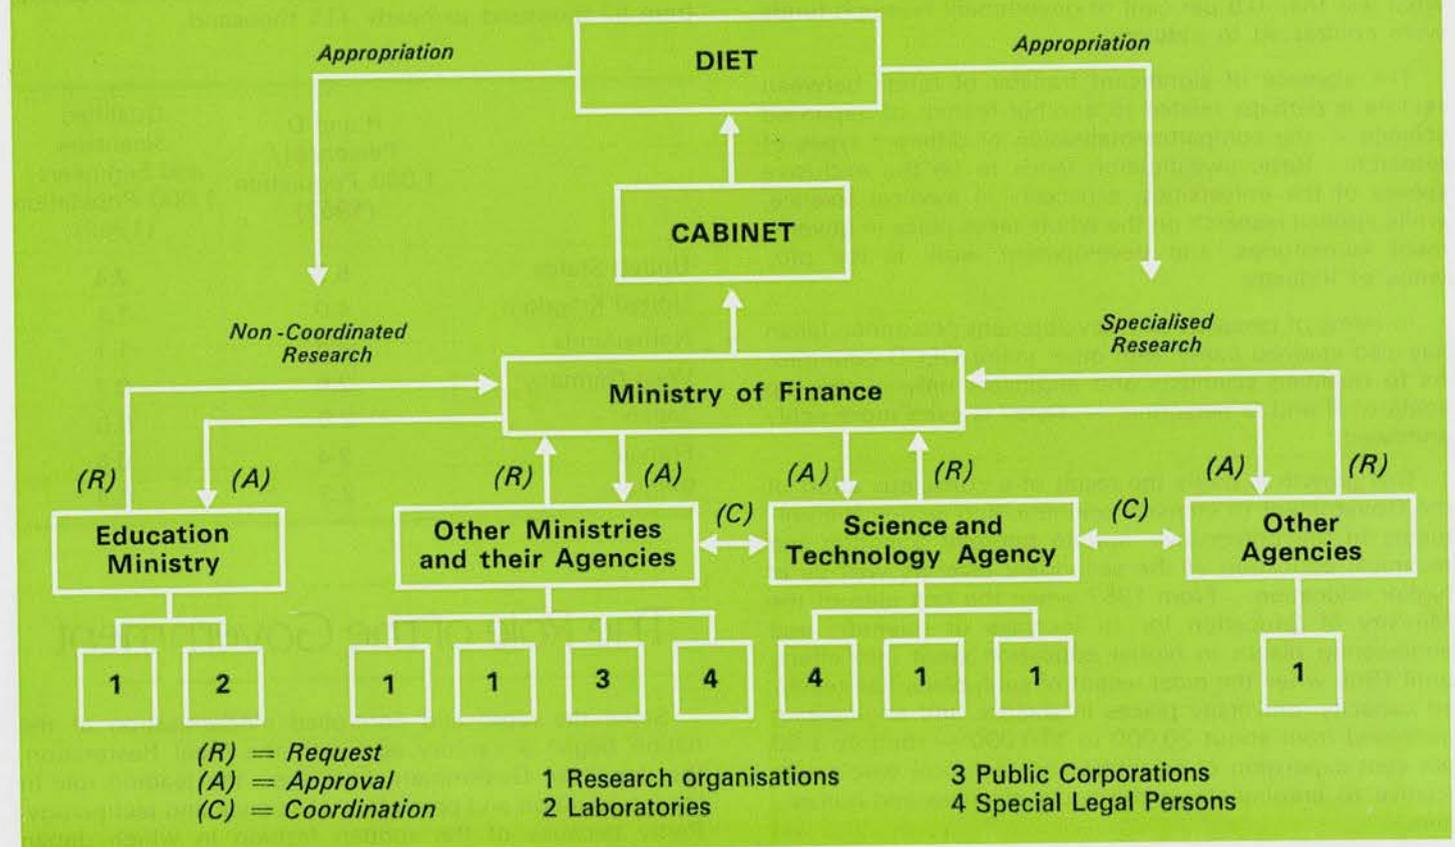 Appropriation
DIET
Appropriation
CABINET
Non-Coordinated
Research
Specialised
Research
Ministry of Finance
(R)
(A)
(R)
(A)
(A)
(R)
(A)
(R)
Education
Ministry
Other Ministries
and their Agencies
(C)
Science and
Technology Agency
(C)
Other
Agencies
1
2
1
1
3
4
4
1
1
1
(R) = Request
(A) = Approval
(C) = Coordination
1 Research organisations
2 Laboratories
3 Public Corporations
4 Special Legal Persons